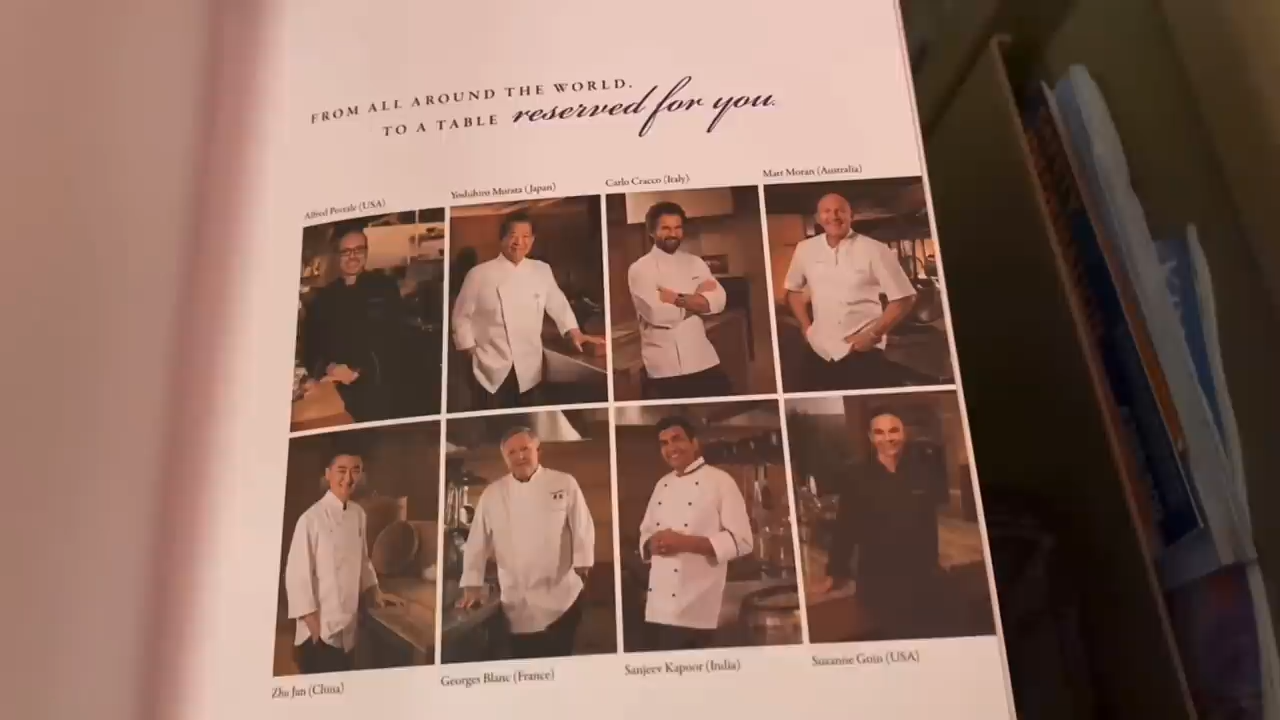 FROM ALL AROUND THE WORLD.
TO A TABLE reserved for you.
Alfred Portale (USA)
Yoshihiro Murata (Japan)
Carlo Cracco (Italy)
Matt Moran (Australia)
Zhu Jun (China)
Georges Blanc (France)
Sanjeev Kapoor (India)
Suzanne Goin (USA)